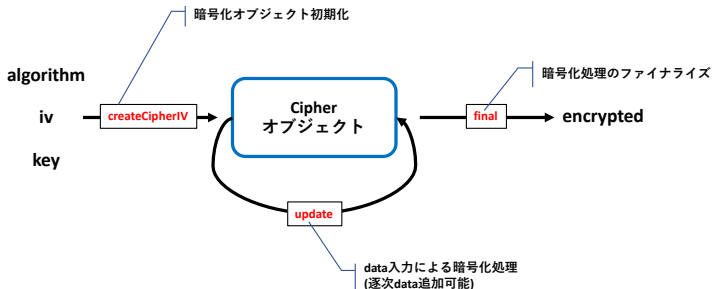 暗号化オブジェクト初期化
algorithm
iv
key
createCipherIV
Cipher
オブジェクト
update
data入力による暗号化処理
(逐次data追加可能)
暗号化処理のファイナライズ
final
encrypted